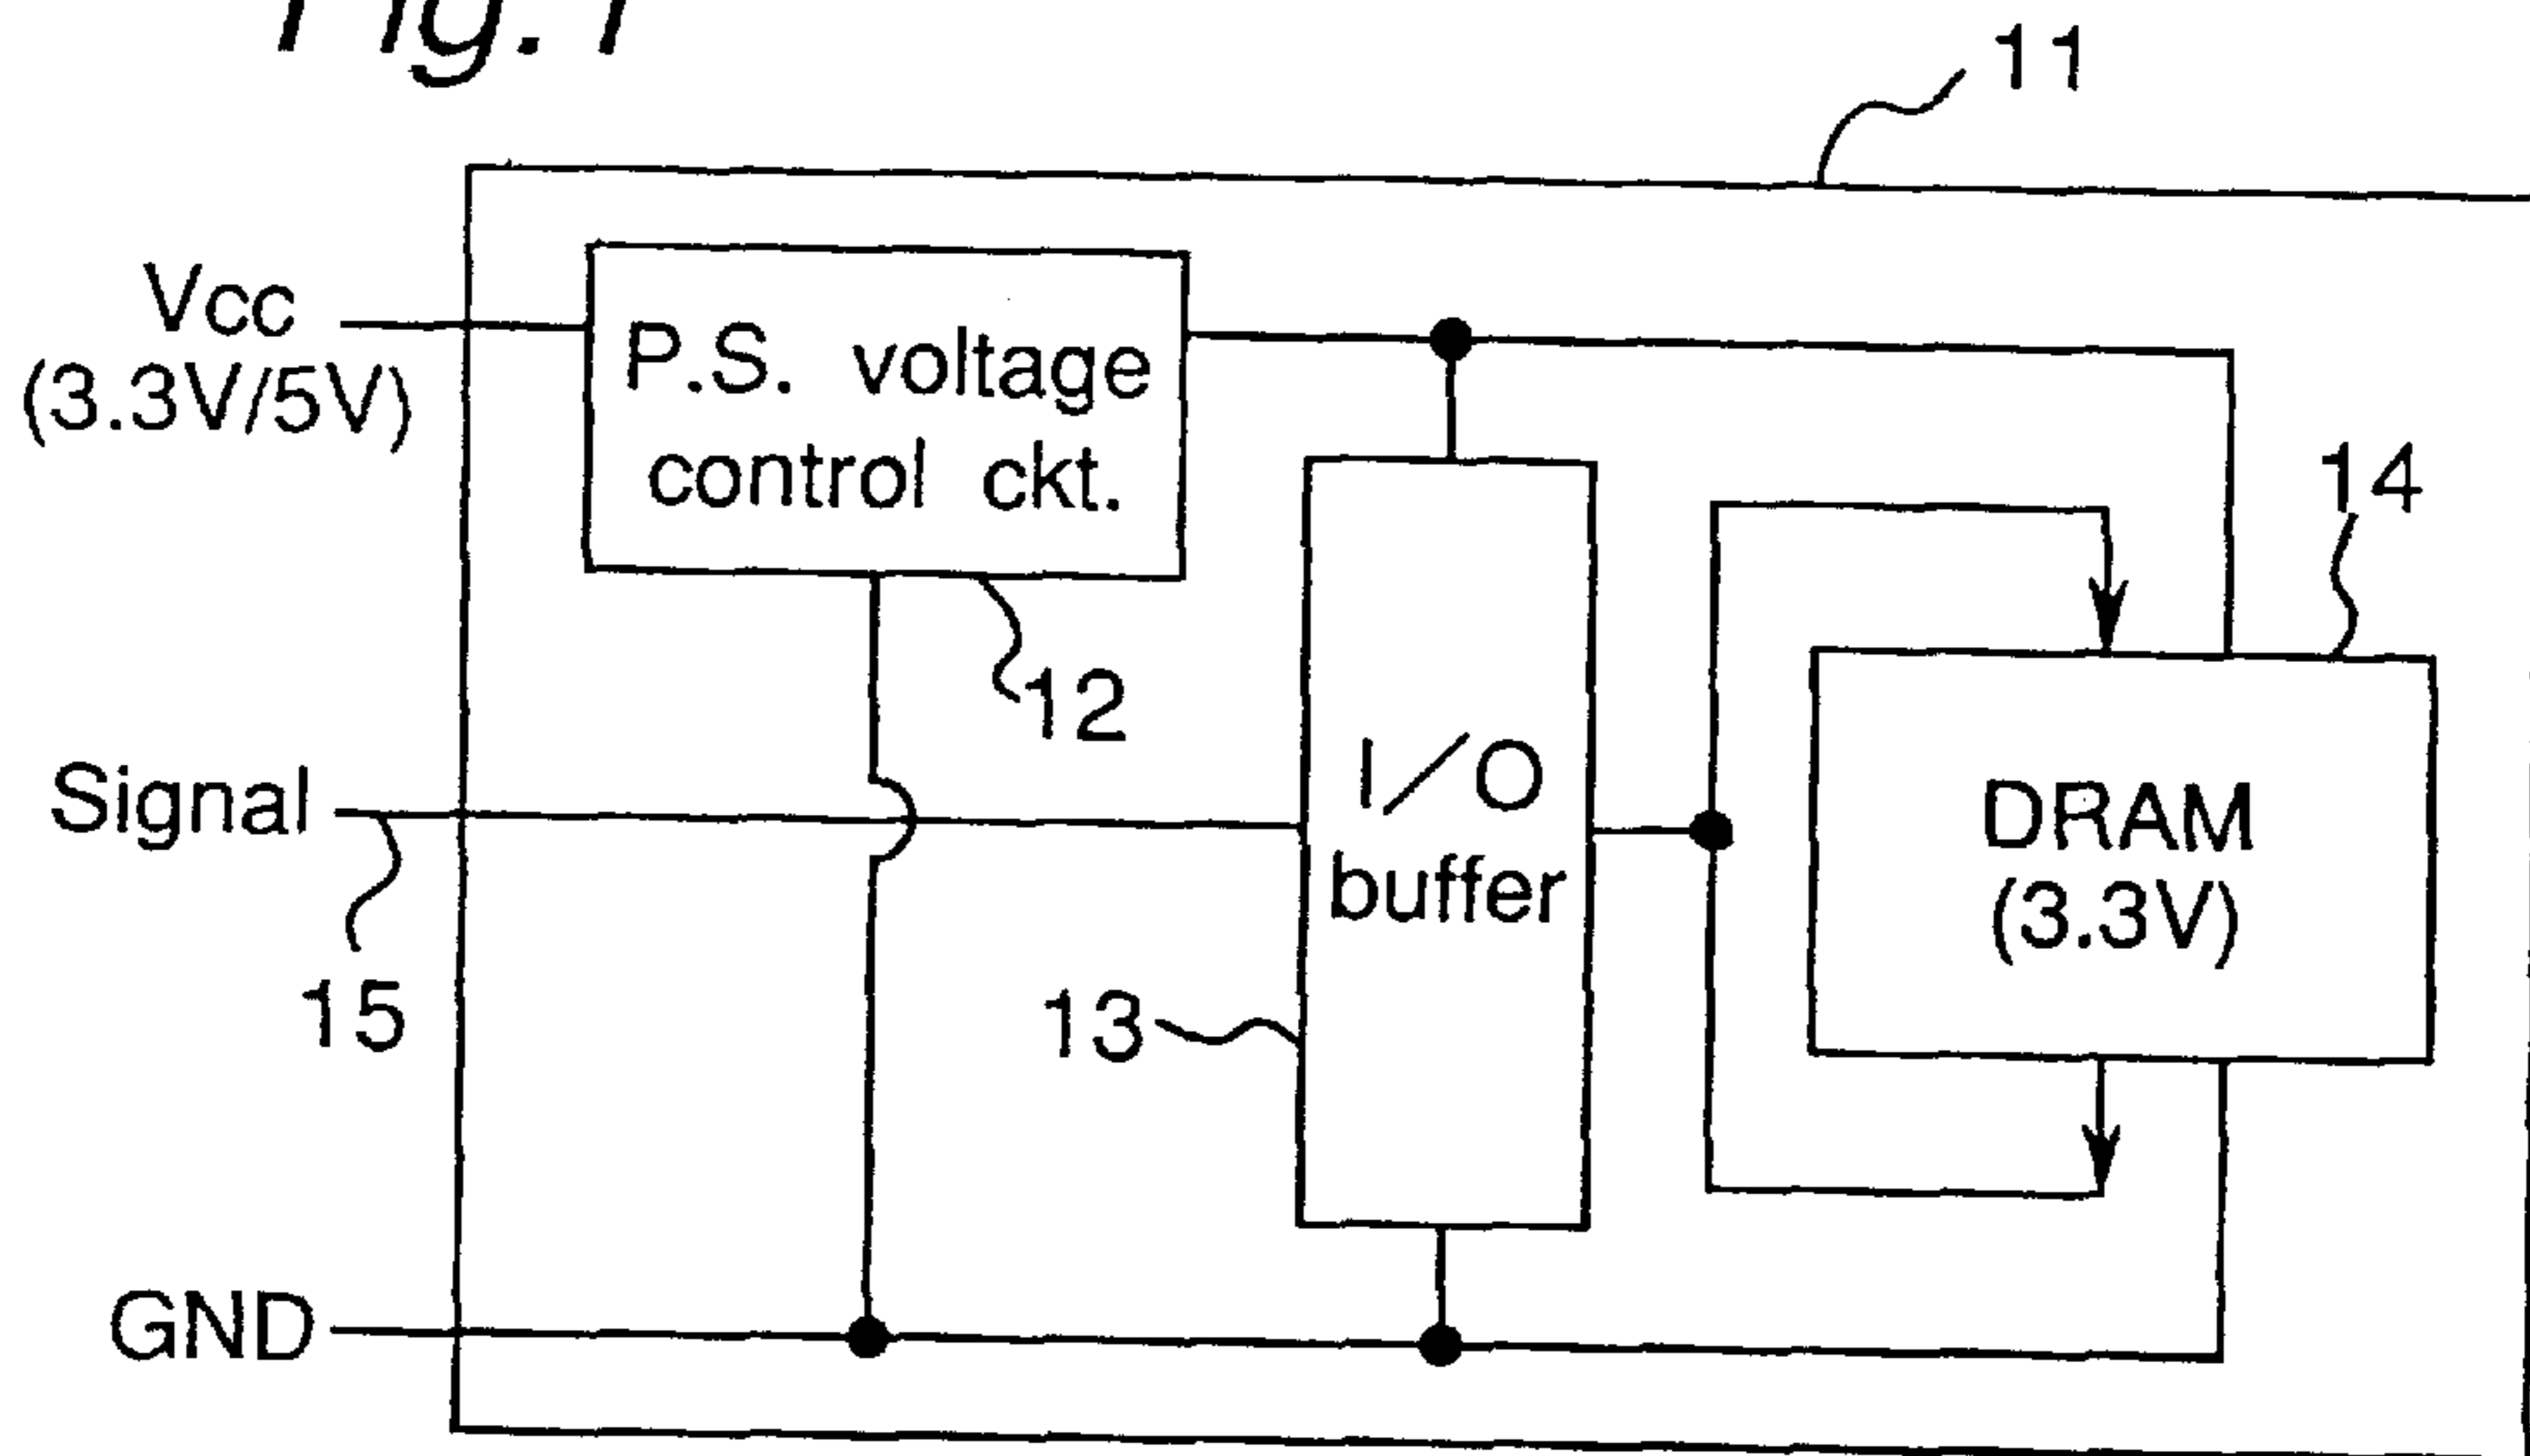 Fig.1
11
Vcc
(3.3V/5V)
P.S. voltage
control ckt.
14
12
Signal
I/O
buffer
DRAM
(3.3V)
15
13
GND